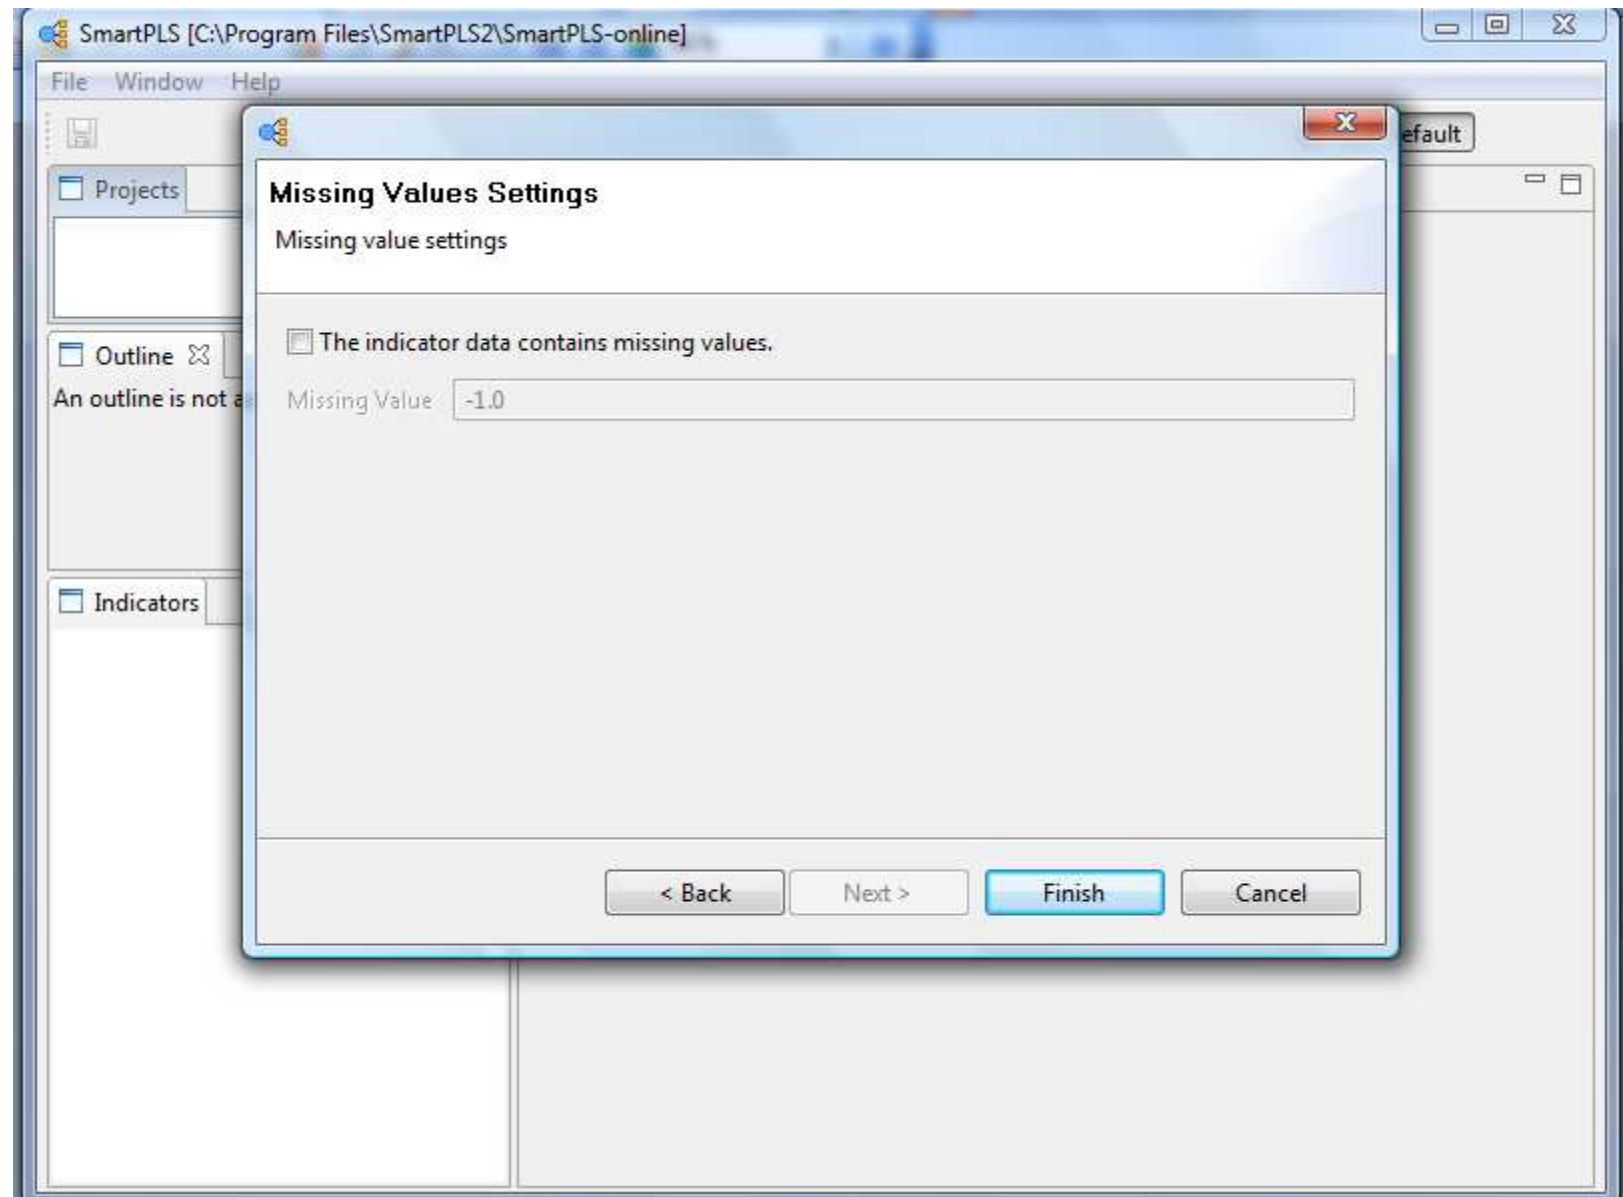 SmartPLS [C:\Program Files\SmartPLS2\SmartPLS-online]
File Window Help
efault
Projects
Missing Values Settings
Missing value settings
The indicator data contains missing values.
Outline
An outline is not a
Missing Value -1.0
Indicators
< Back Next > Finish Cancel